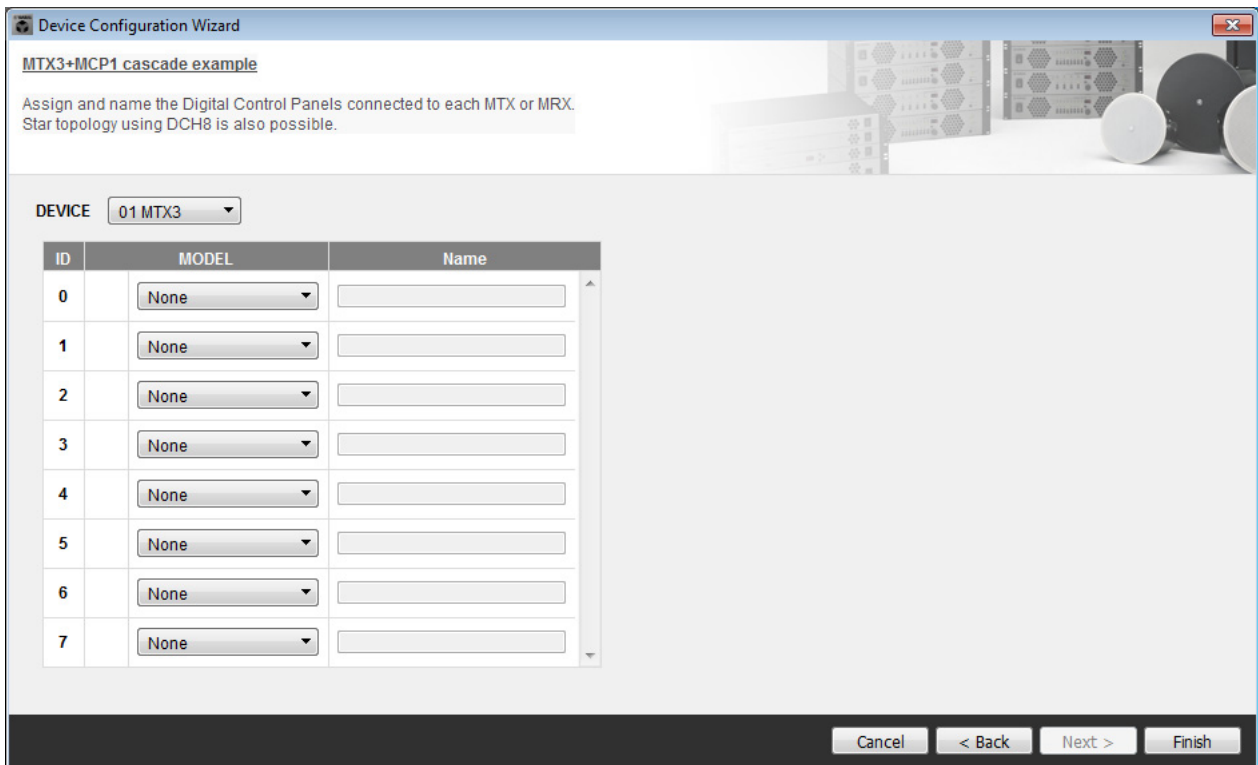 Device Configuration Wizard
MTX3+MCP1 cascade example
Assign and name the Digital Control Panels connected to each MTX or MRX.
Star topology using DCH8 is also possible.
DEVICE 01 MTX3
ID MODEL Name
0 None
1 None
2 None
3 None
4 None
5 None
6 None
7 None
Cancel < Back Next > Finish